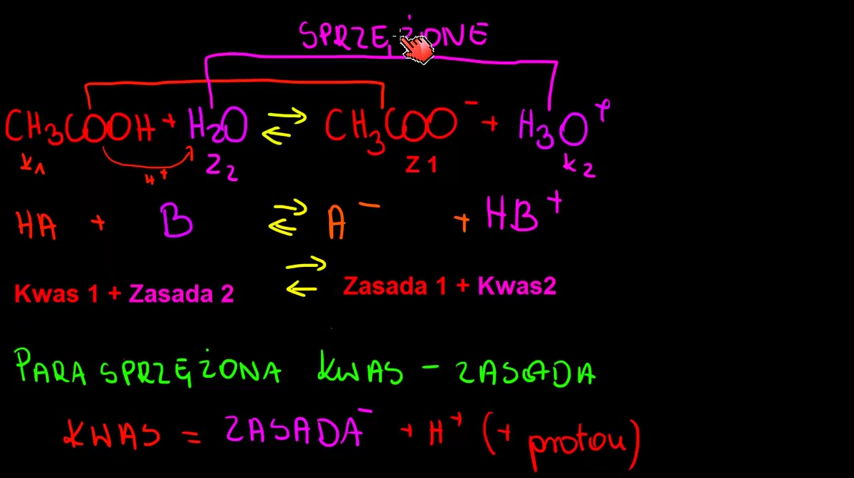 SPRZĘŻONE
CH₃COOH + H₂O ⇄ CH₃COO⁻ + H₃O⁺
K1 H⁺ Z₂ Z1 K₂
HA + B ⇄ A⁻ + HB⁺
Kwas 1 + Zasada 2 ⇄ Zasada 1 + Kwas2
PARA SPRZĘŻONA KWAS - ZASADA
KWAS = ZASADA⁻ + H⁺ (+ proton)